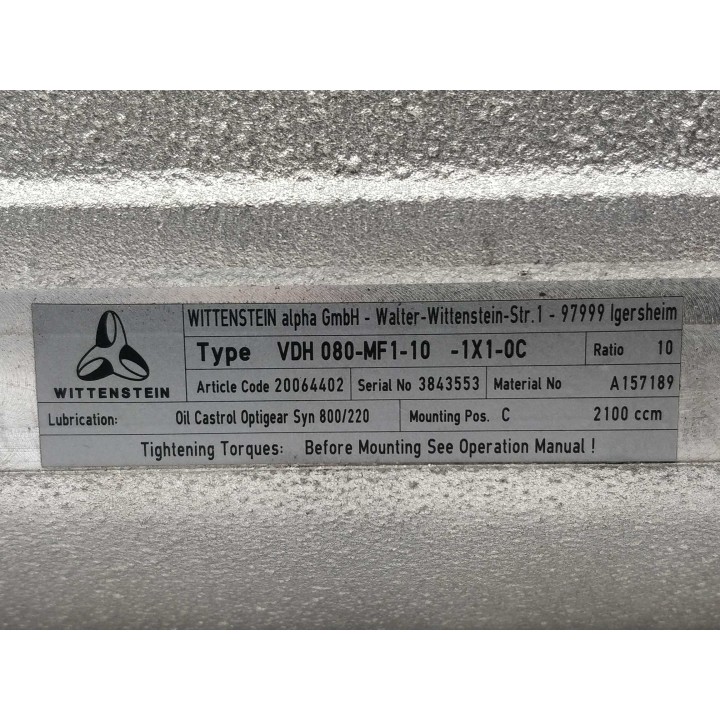 WITTENSTEIN
WITTENSTEIN alpha GmbH - Walter-Wittenstein-Str.1 - 97999 Igersheim
Type VDH 080-MF1-10 -1X1-0C Ratio 10
Article Code 20064402 Serial No 3843553 Material No A157189
Lubrication: Oil Castrol Optigear Syn 800/220 Mounting Pos. C 2100 ccm
Tightening Torques: Before Mounting See Operation Manual !